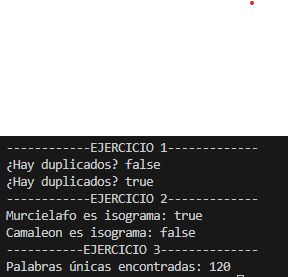 ------------EJERCICIO 1-------------
¿Hay duplicados? false
¿Hay duplicados? true
------------EJERCICIO 2-------------
Murcielafo es isograma: true
Camaleon es isograma: false
-----------EJERCICIO 3--------------
Palabras únicas encontradas: 120